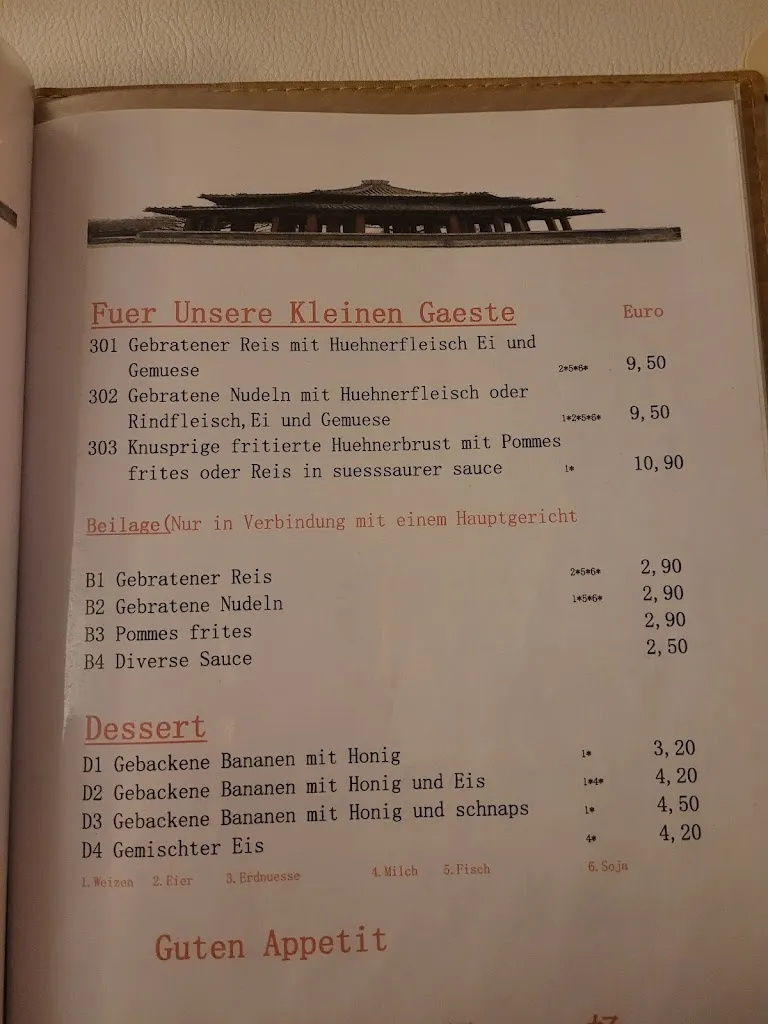 Fuer Unsere Kleinen Gaeste Euro
301 Gebratener Reis mit Huehnerfleisch Ei und
Gemuese 2*5*6* 9,50
302 Gebratene Nudeln mit Huehnerfleisch oder
Rindfleisch,Ei und Gemuese 1*2*5*6* 9,50
303 Knusprige fritierte Huehnerbrust mit Pommes
frites oder Reis in suesssaurer sauce 1* 10,90
Beilage(Nur in Verbindung mit einem Hauptgericht
B1 Gebratener Reis 2*5*6* 2,90
B2 Gebratene Nudeln 1*5*6* 2,90
B3 Pommes frites 2,90
B4 Diverse Sauce 2,50
Dessert
D1 Gebackene Bananen mit Honig 1* 3,20
D2 Gebackene Bananen mit Honig und Eis 1*4* 4,20
D3 Gebackene Bananen mit Honig und schnaps 1* 4,50
D4 Gemischter Eis 4* 4,20
1.Weizen 2.Eier 3.Erdnuesse 4.Milch 5.Fisch 6.Soja
Guten Appetit